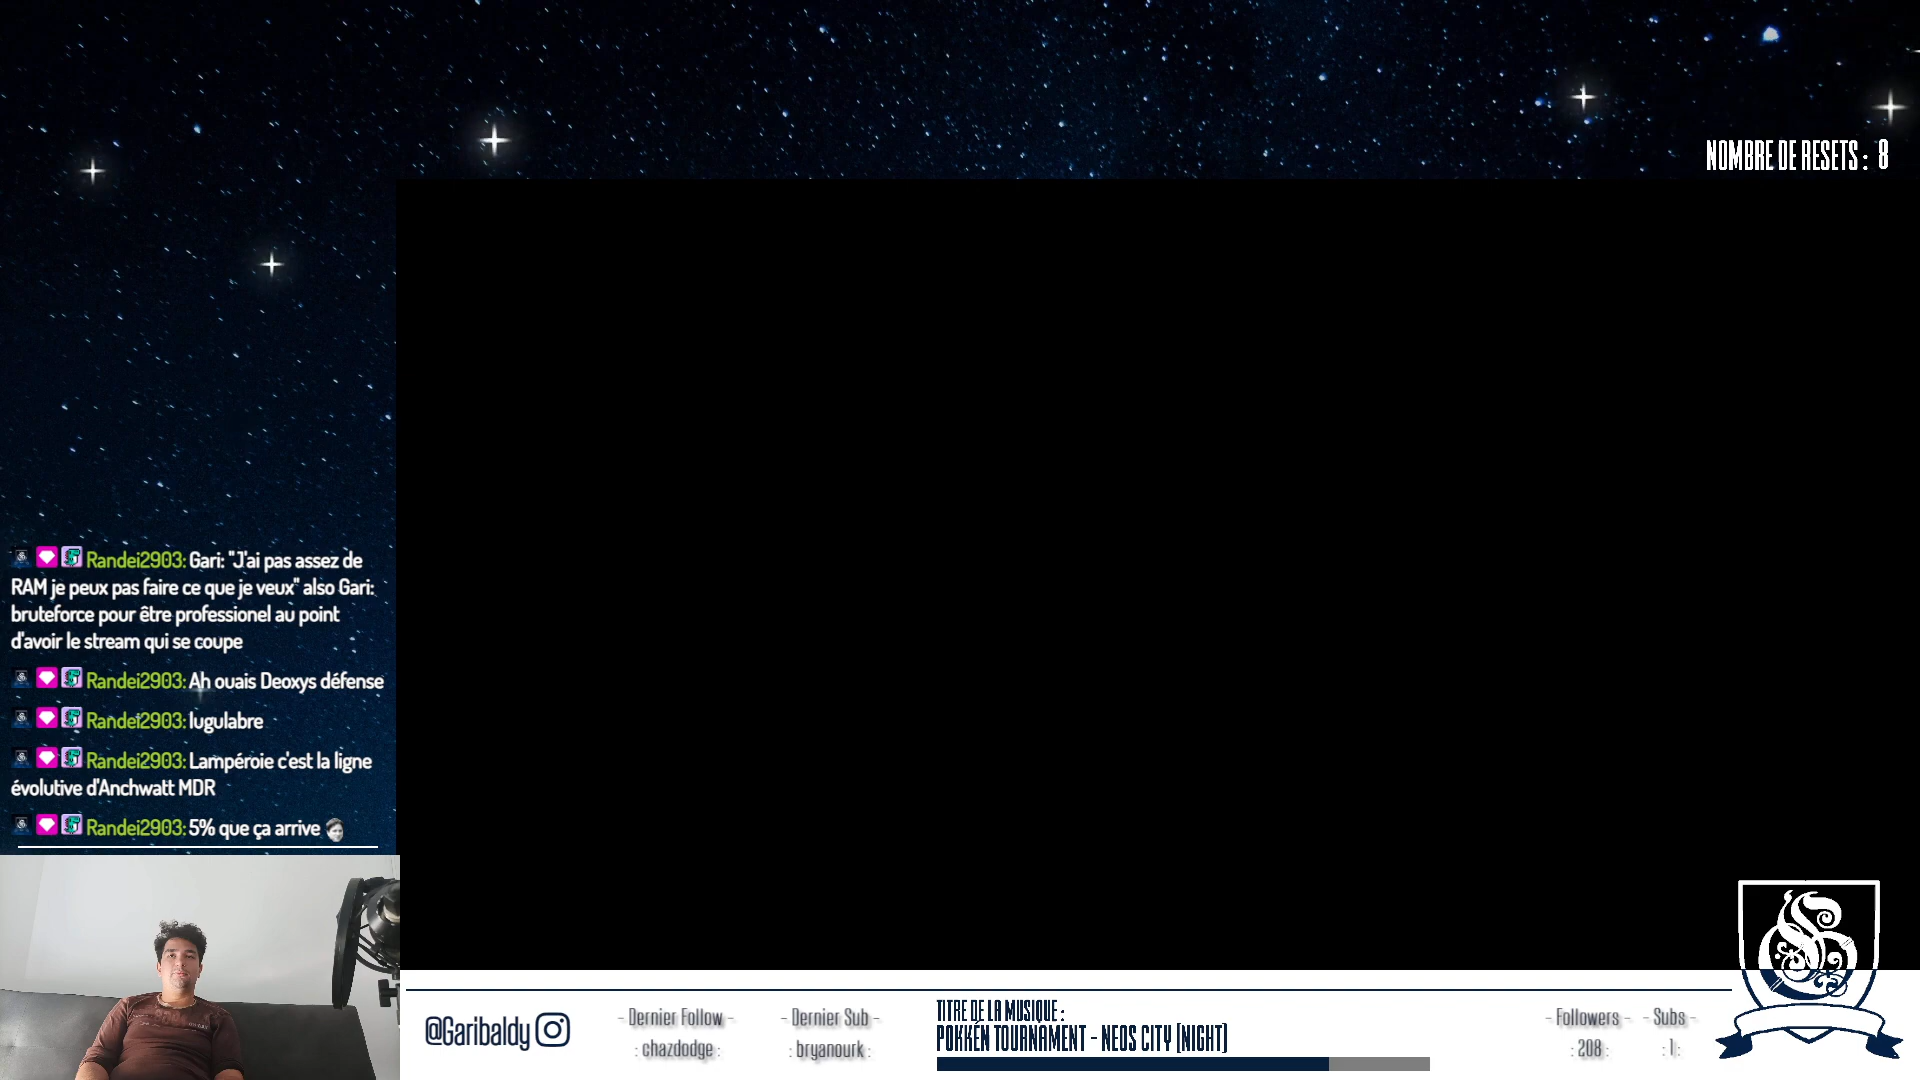 NOMBRE DE RESETS : 8
Randei2903: Gari: "J'ai pas assez de
RAM je peux pas faire ce que je veux" also Gari:
bruteforce pour être professionel au point
d'avoir le stream qui se coupe
Randei2903: Ah ouais Deoxys défense
Randei2903: lugulabre
Randei2903: Lampéroie c'est la ligne
évolutive d'Anchwatt MDR
Randei2903: 5% que ça arrive
@Garibaldy
- Dernier Follow -
: chazdodge :
- Dernier Sub -
: bryanourk :
TITRE DE LA MUSIQUE :
POKKÉN TOURNAMENT - NEOS CITY (NIGHT)
- Followers -
: 208 :
- Subs -
: 1 :